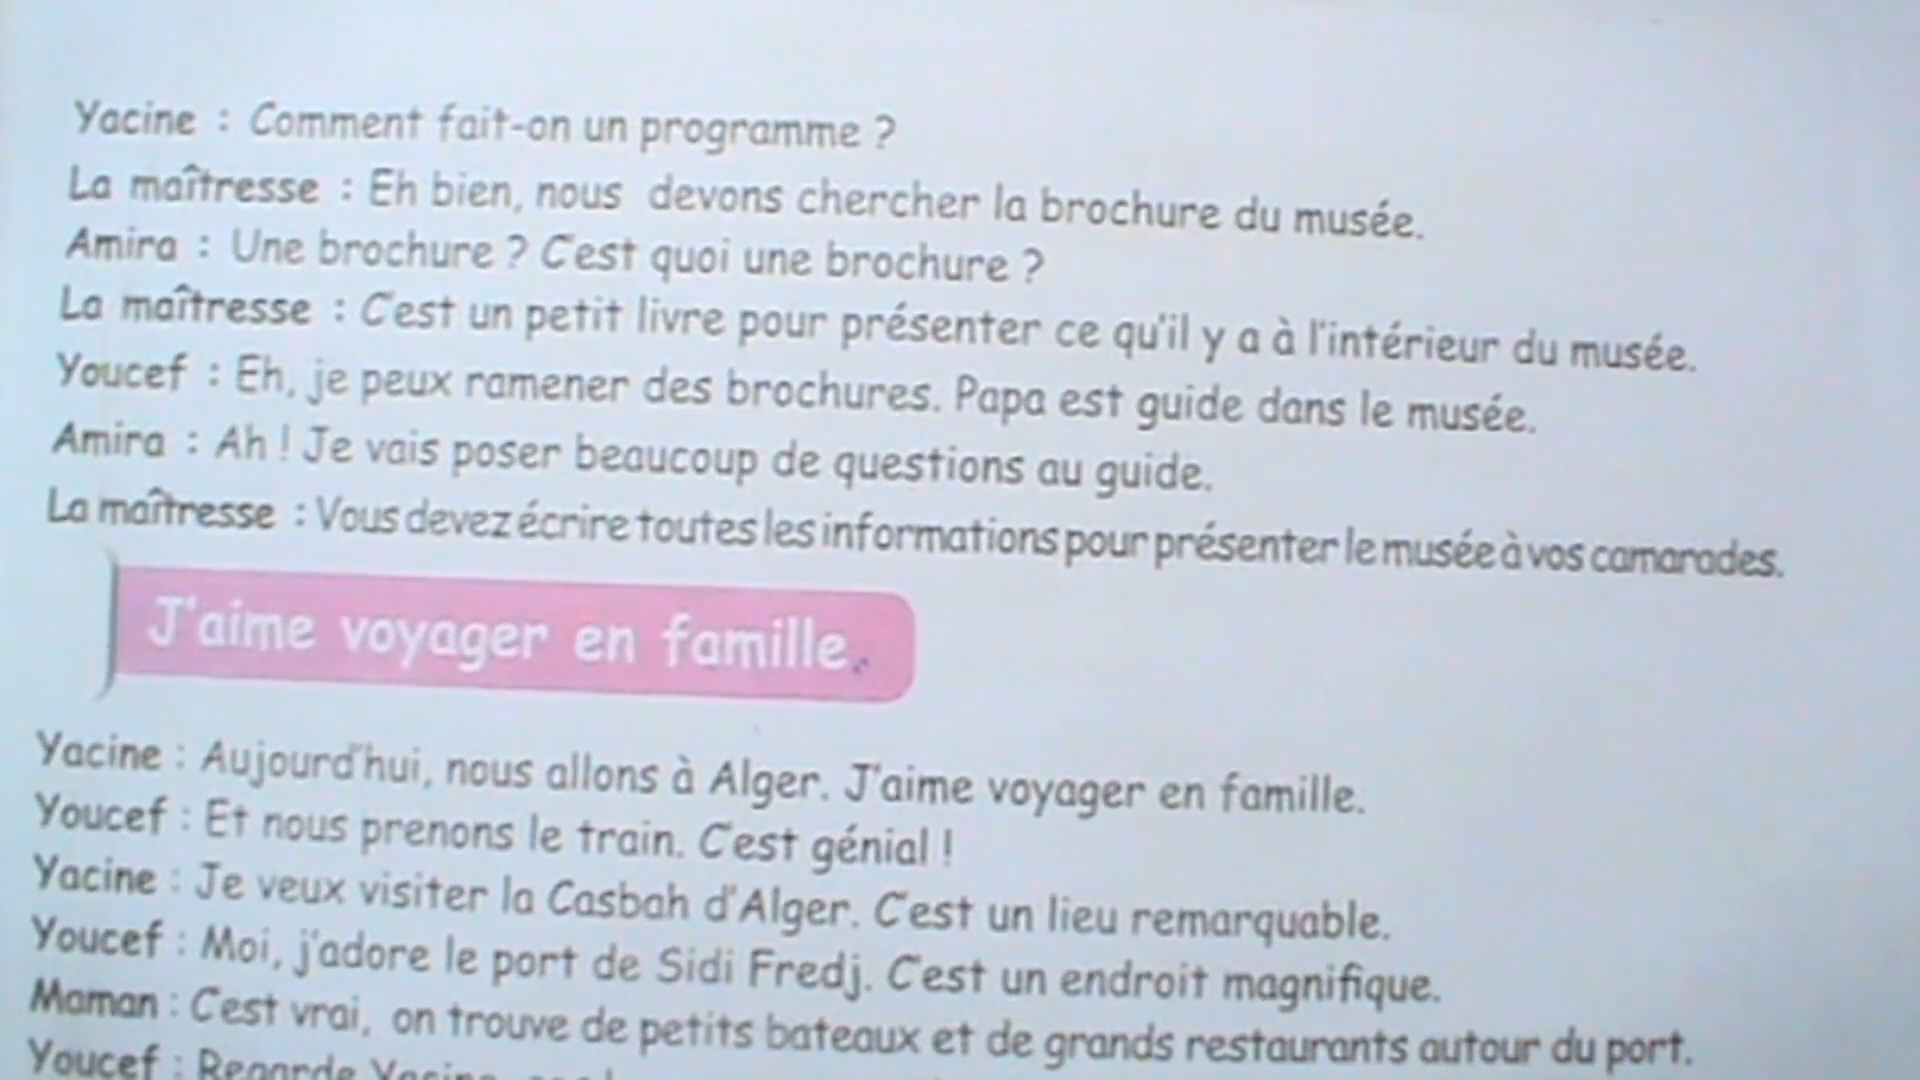 Yacine : Comment fait-on un programme ?
La maîtresse : Eh bien, nous devons chercher la brochure du musée.
Amira : Une brochure ? C'est quoi une brochure ?
La maîtresse : C'est un petit livre pour présenter ce qu'il y a à l'intérieur du musée.
Youcef : Eh, je peux ramener des brochures. Papa est guide dans le musée.
Amira : Ah ! Je vais poser beaucoup de questions au guide.
La maîtresse : Vous devez écrire toutes les informations pour présenter le musée à vos camarades.
J'aime voyager en famille.
Yacine : Aujourd'hui, nous allons à Alger. J'aime voyager en famille.
Youcef : Et nous prenons le train. C'est génial !
Yacine : Je veux visiter la Casbah d'Alger. C'est un lieu remarquable.
Youcef : Moi, j'adore le port de Sidi Fredj. C'est un endroit magnifique.
Maman : C'est vrai, on trouve de petits bateaux et de grands restaurants autour du port.
Youcef : Regarde Yacine,